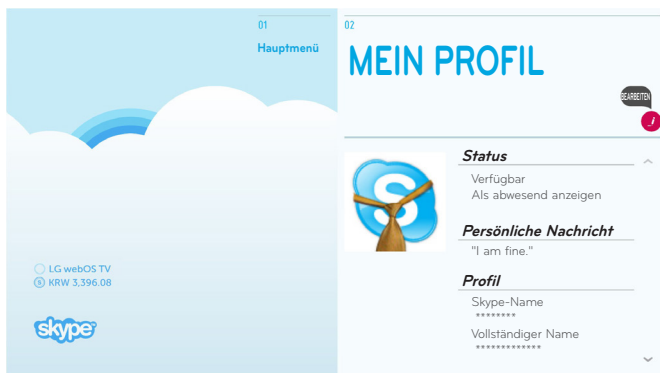 01
Hauptmenü
LG webOS TV
KRW 3,396.08
skype
02
MEIN PROFIL
BEARBEITEN
i
S
Status
Verfügbar
Als abwesend anzeigen
Persönliche Nachricht
"I am fine."
Profil
Skype-Name
********
Vollständiger Name
*************